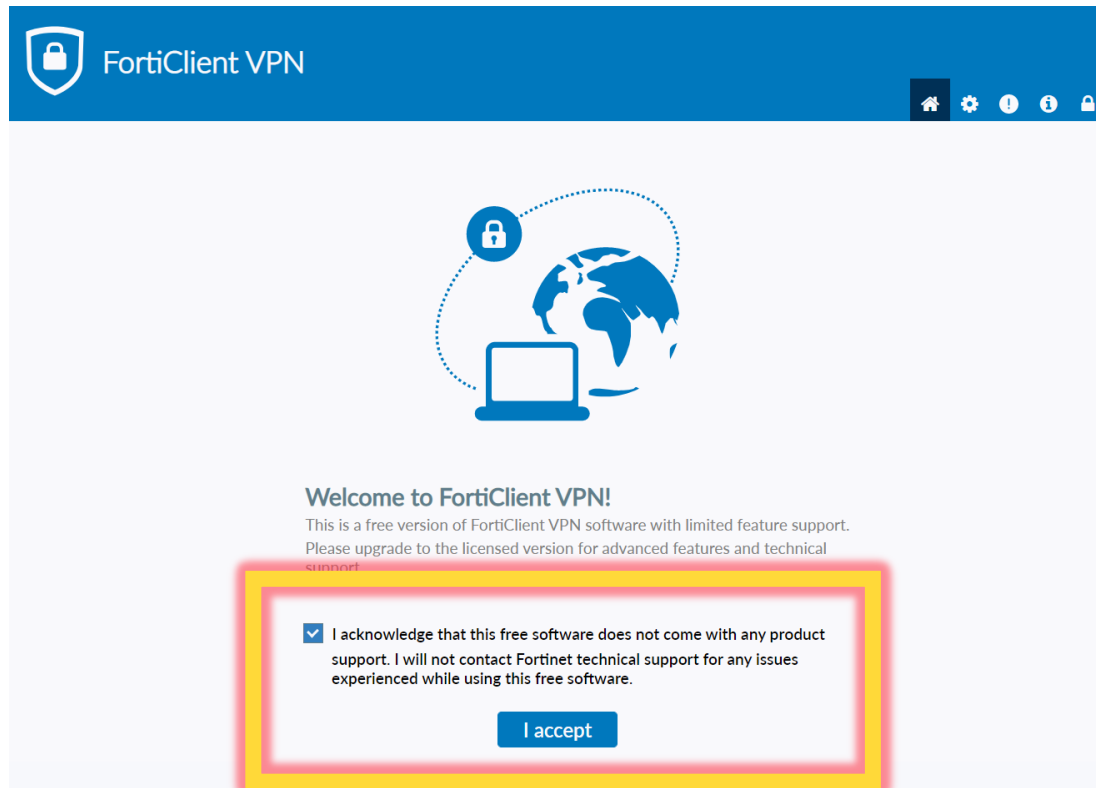 FortiClient VPN
Welcome to FortiClient VPN!
This is a free version of FortiClient VPN software with limited feature support.
Please upgrade to the licensed version for advanced features and technical
support.
I acknowledge that this free software does not come with any product
support. I will not contact Fortinet technical support for any issues
experienced while using this free software.
I accept